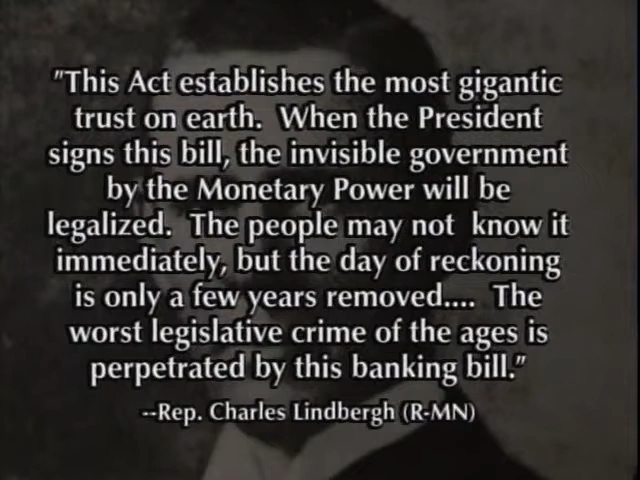 "This Act establishes the most gigantic
trust on earth.  When the President
signs this bill, the invisible government
by the Monetary Power will be
legalized.  The people may not  know it
immediately, but the day of reckoning
is only a few years removed....  The
worst legislative crime of the ages is
perpetrated by this banking bill."
--Rep. Charles Lindbergh (R-MN)